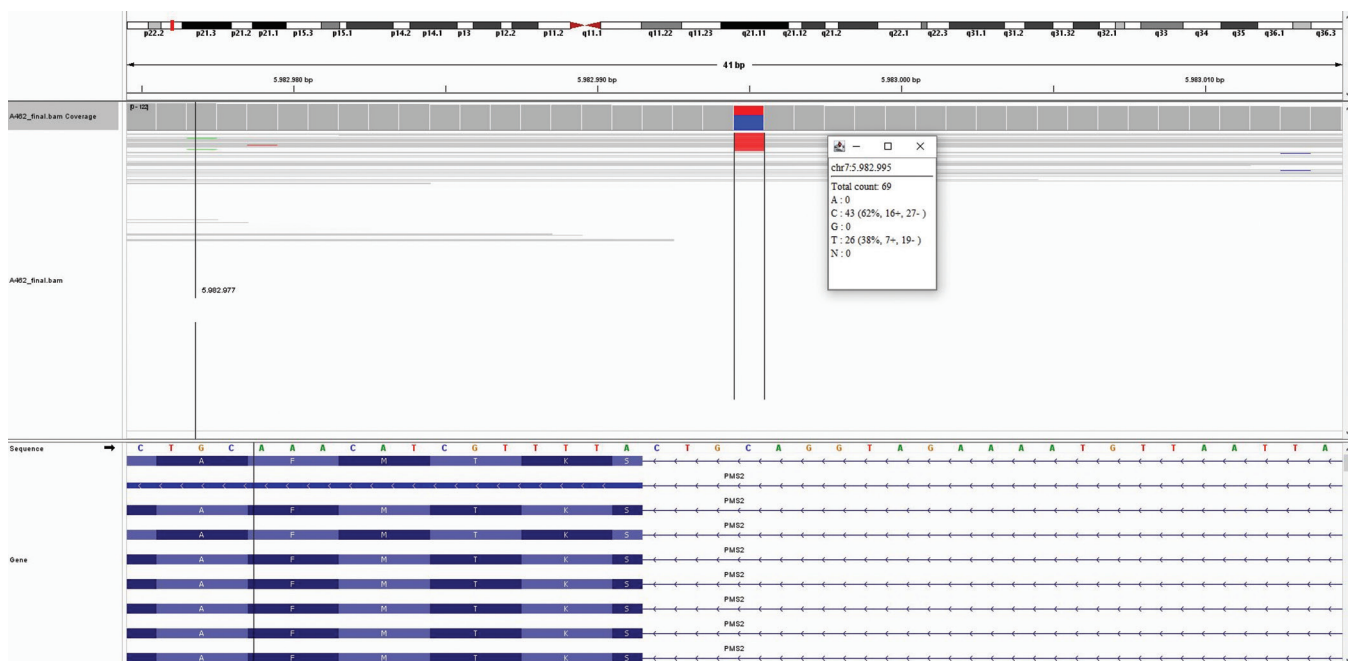 p22.2 p21.3 p21.2 p21.1 p15.3 p15.1 p14.2 p14.1 p13 p12.2 p11.2 q11.1 q11.22 q11.23 q21.11 q21.12 q21.2 q22.1 q22.3 q31.1 q31.2 q31.32 q32.1 q33 q34 q35 q36.1 q36.3
41 bp
5.982.980 bp 5.982.990 bp 5.983.000 bp 5.983.010 bp
[0 - 122]
A462_final.bam Coverage
chr7:5.982.995
Total count: 69
A : 0
C : 43 (62%, 16+, 27- )
G : 0
T : 26 (38%, 7+, 19- )
N : 0
A462_final.bam
5.982.977
Sequence C T G C A A A C A T C G T T T T A C T G C A G G T A G A A A A T G T T A A T T A
A F M T K S
PMS2
PMS2
A F M T K S
PMS2
A F M T K S
PMS2
Gene A F M T K S
PMS2
A F M T K S
PMS2
A F M T K S
PMS2
A F M T K S
PMS2
A F M T K S